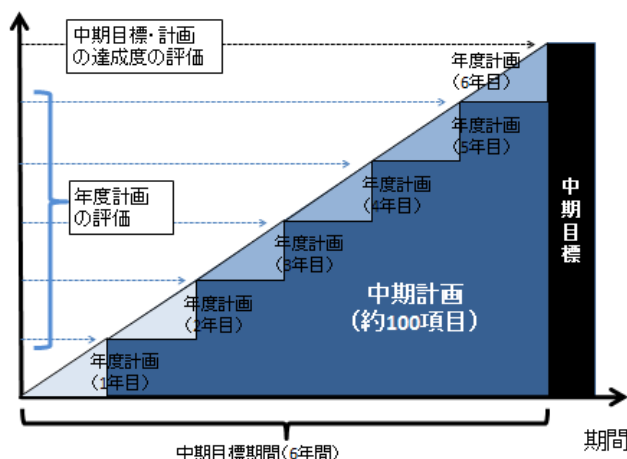 中期目標・計画
の達成度の評価
年度計画
(6年目)
年度計画
(5年目)
年度計画
(4年目)
年度計画
の評価
年度計画
(3年目)
年度計画
(2年目)
年度計画
(1年目)
中期計画
(約100項目)
中期目標
中期目標期間(6年間)
期間